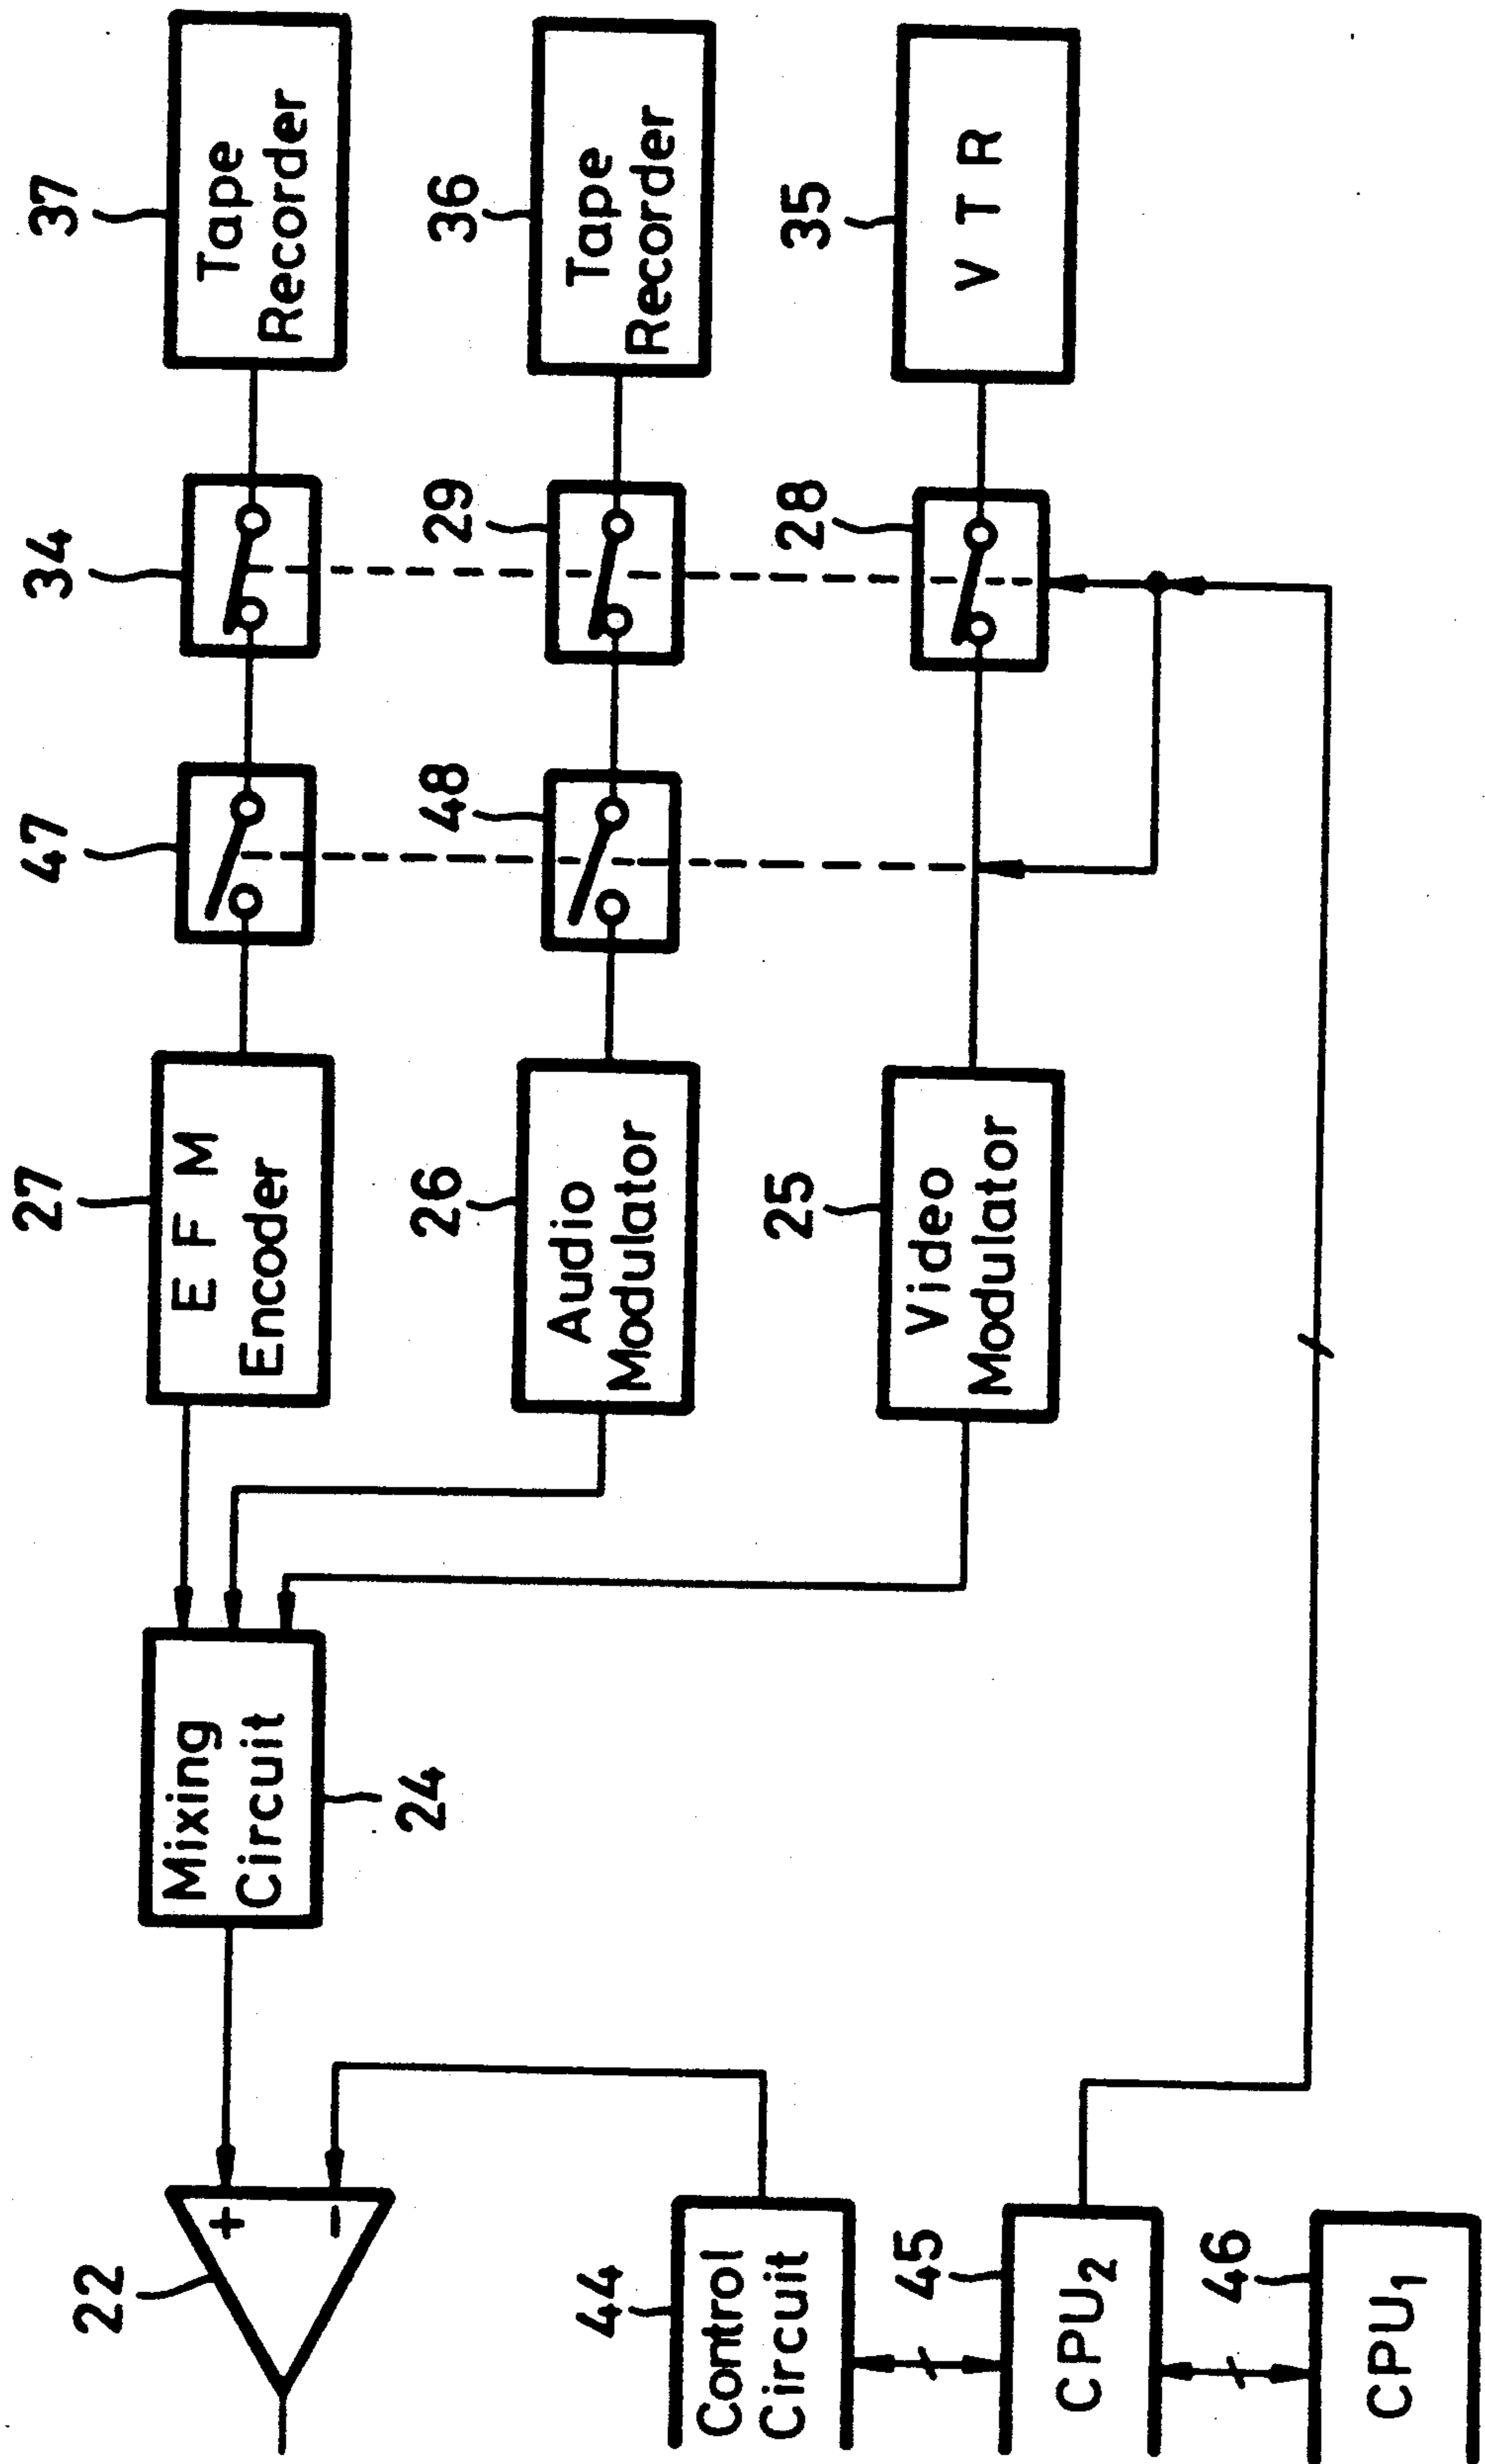 22
+
-
Mixing
Circuit
24
27
E F M
Encoder
47
34
37
Tape
Recorder
26
Audio
Modulator
48
29
36
Tape
Recorder
25
Video
Modulator
28
35
V T R
44
Control
Circuit
45
CPU₂
46
CPU₁